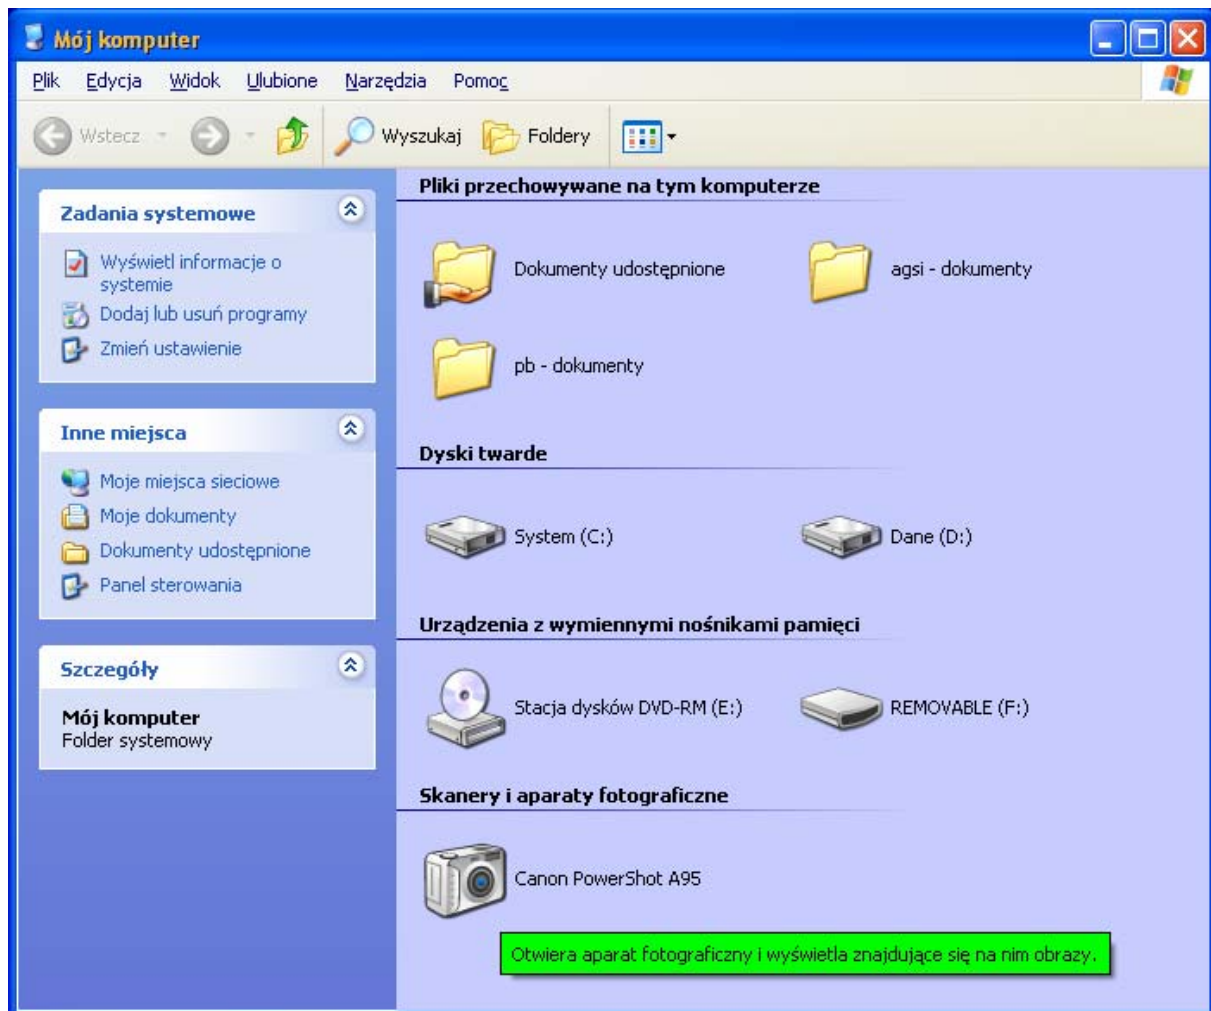 Mój komputer
Plik Edycja Widok Ulubione Narzędzia Pomoc
Wstecz Wyszukaj Foldery
Zadania systemowe
Wyświetl informacje o
systemie
Dodaj lub usuń programy
Zmień ustawienie
Inne miejsca
Moje miejsca sieciowe
Moje dokumenty
Dokumenty udostępnione
Panel sterowania
Szczegóły
Mój komputer
Folder systemowy
Pliki przechowywane na tym komputerze
Dokumenty udostępnione
agsi - dokumenty
pb - dokumenty
Dyski twarde
System (C:)
Dane (D:)
Urządzenia z wymiennymi nośnikami pamięci
Stacja dysków DVD-RM (E:)
REMOVABLE (F:)
Skanery i aparaty fotograficzne
Canon PowerShot A95
Otwiera aparat fotograficzny i wyświetla znajdujące się na nim obrazy.